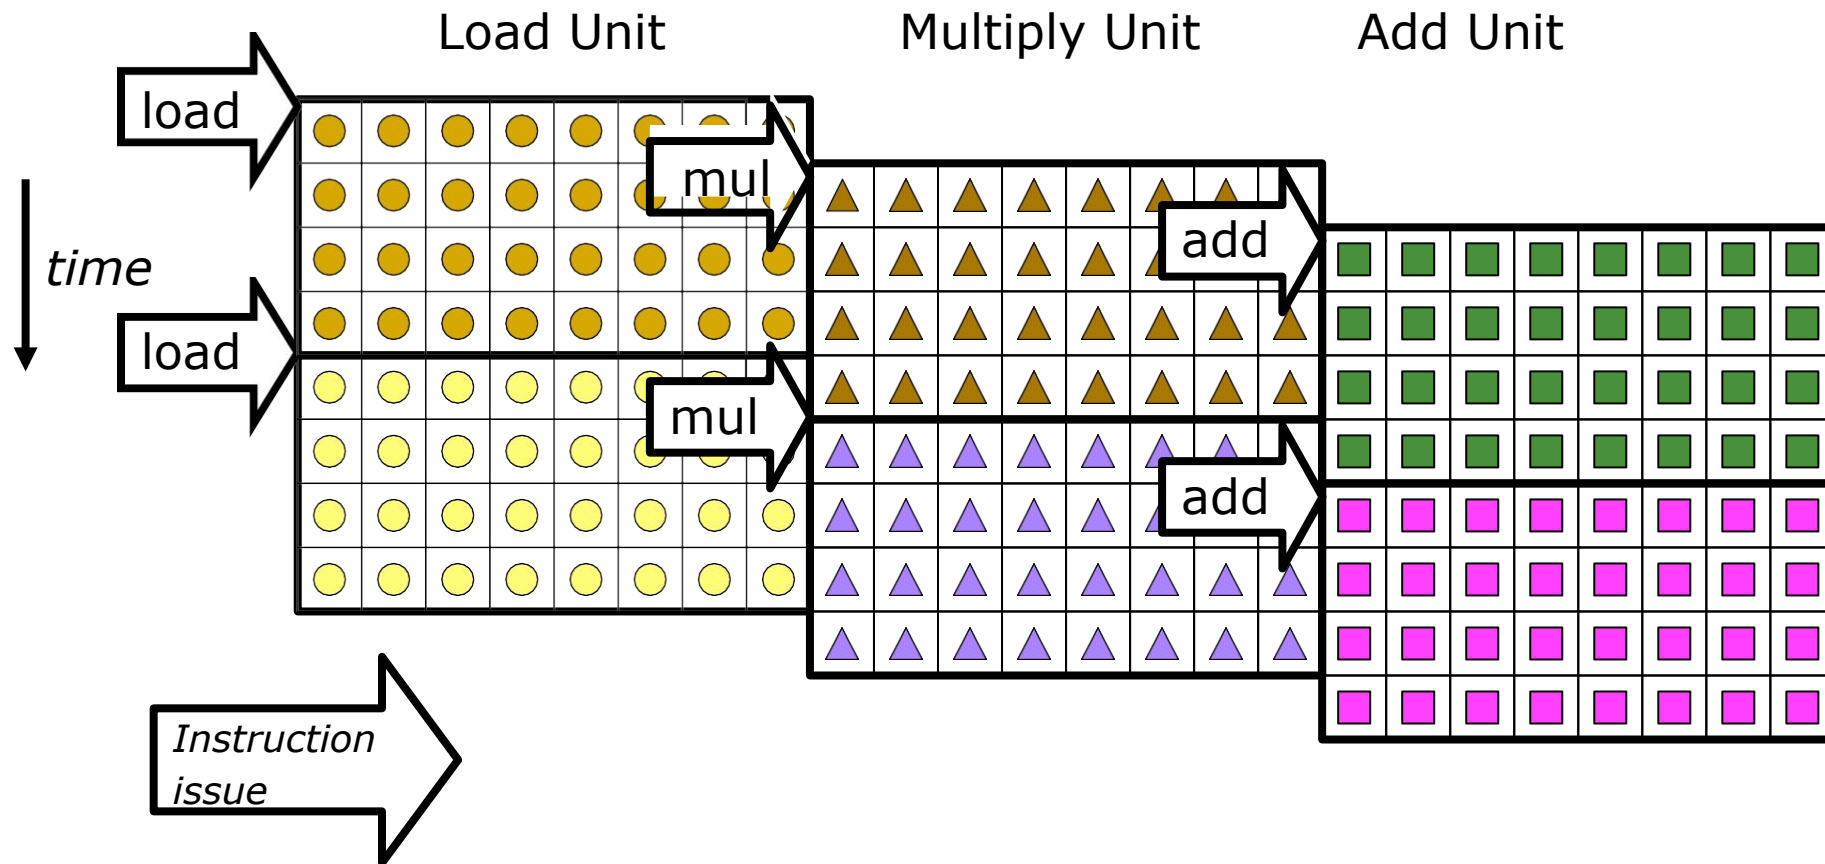 Load Unit
Multiply Unit
Add Unit
load
mul
add
time
load
mul
add
Instruction
issue